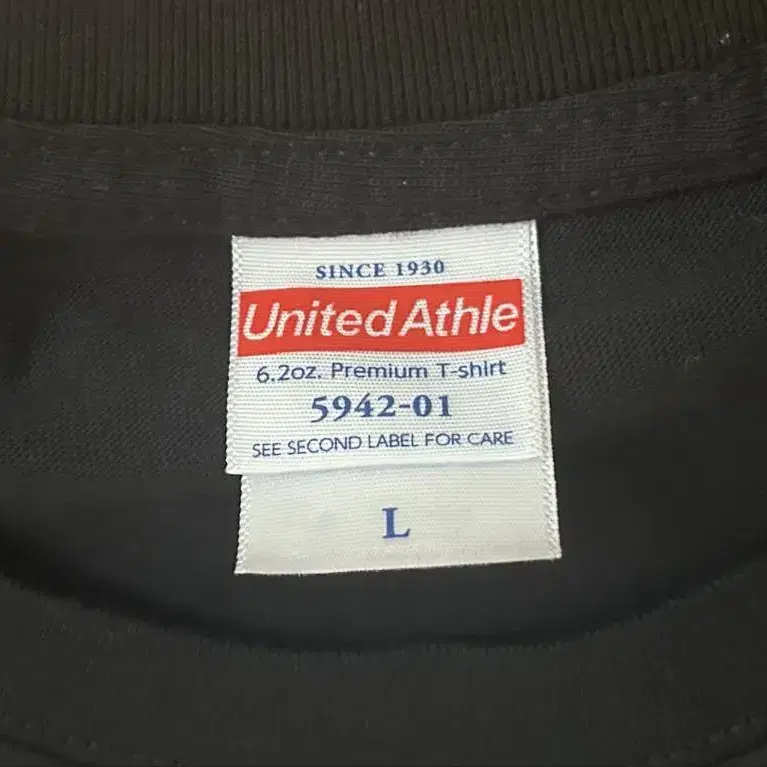 SINCE 1930
United Athle
6.2oz. Premium T-shirt
5942-01
SEE SECOND LABEL FOR CARE
L